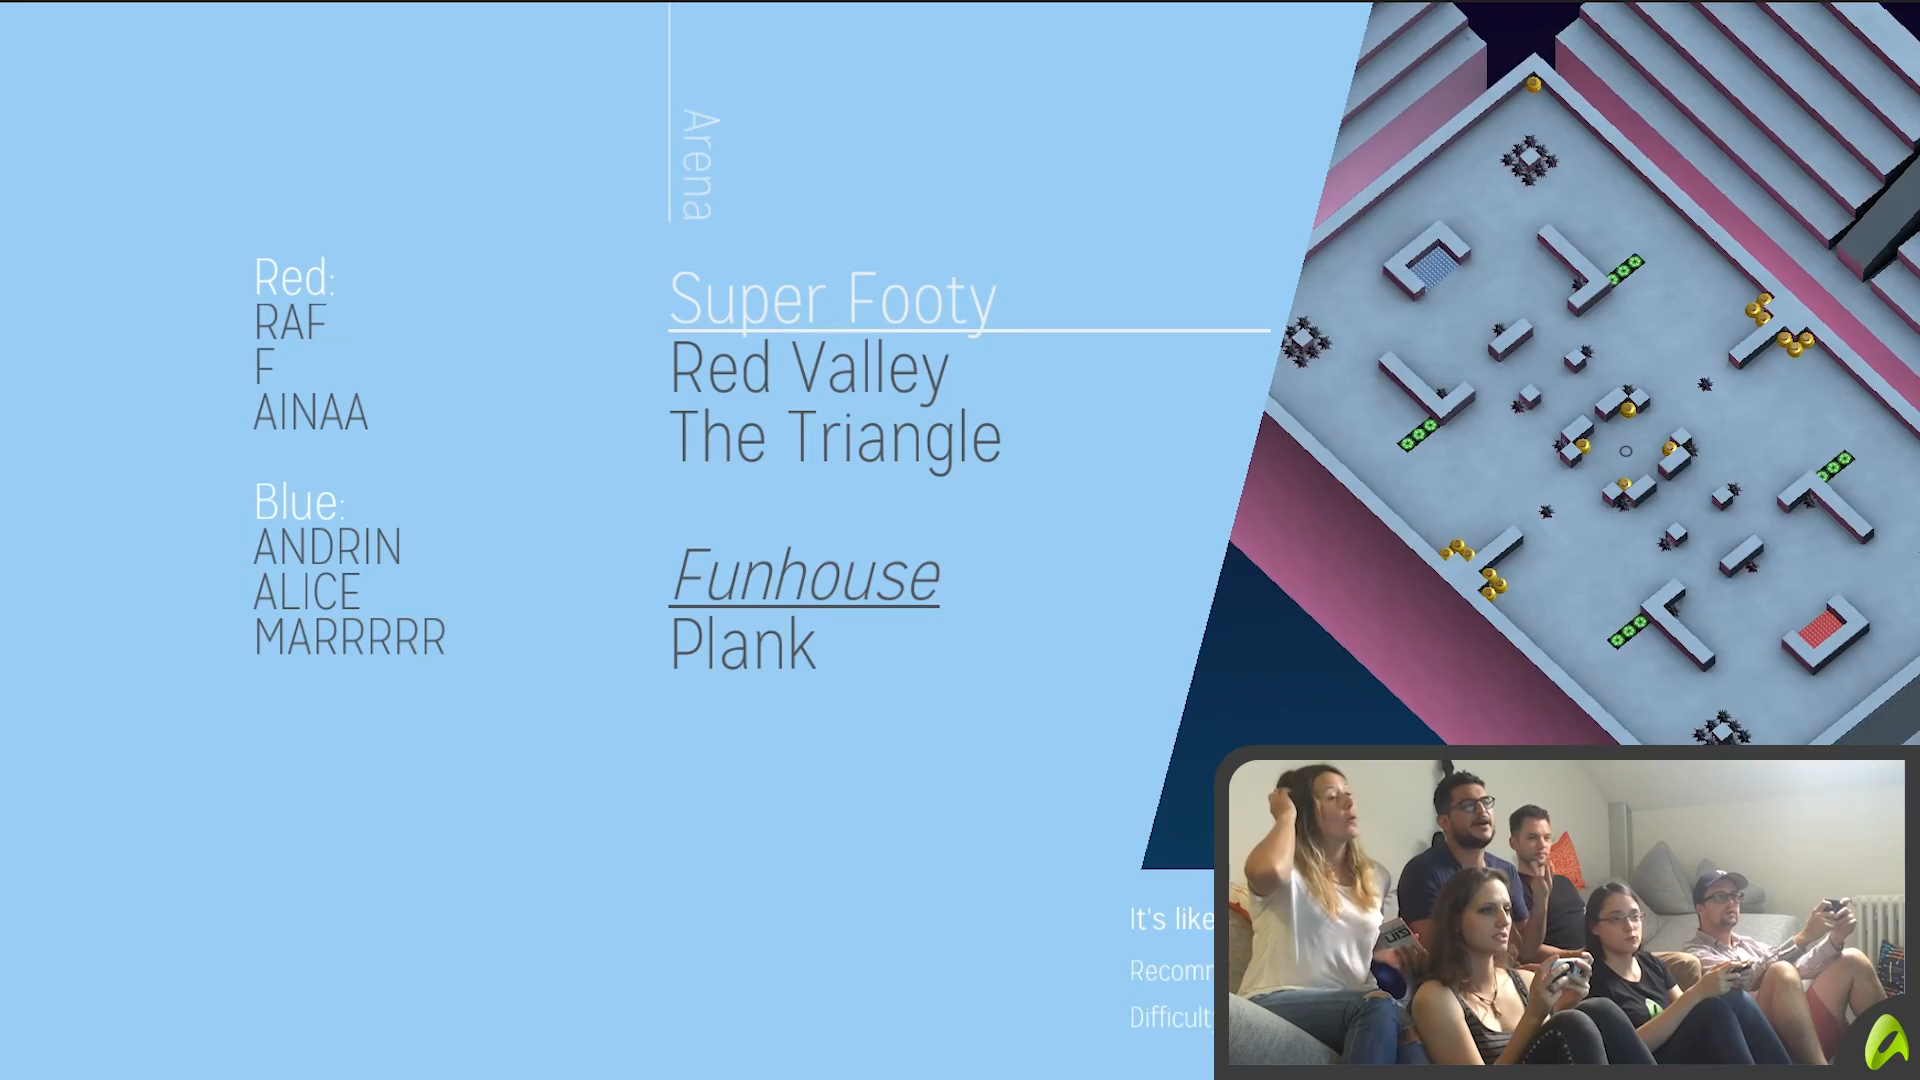 Arena
Red:
RAF
F
AINAA
Blue:
ANDRIN
ALICE
MARRRRR
Super Footy
Red Valley
The Triangle
Funhouse
Plank
It's like